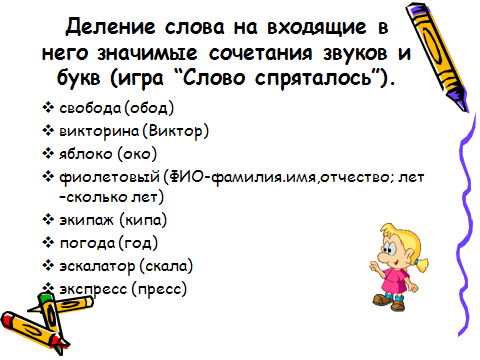 Деление слова на входящие в
него значимые сочетания звуков и
букв (игра “Слово спряталось”).
❖ свобода (обод)
❖ викторина (Виктор)
❖ яблоко (око)
❖ фиолетовый (ФИО-фамилия.имя,отчество; лет
–сколько лет)
❖ экипаж (кипа)
❖ погода (год)
❖ эскалатор (скала)
❖ экспресс (пресс)